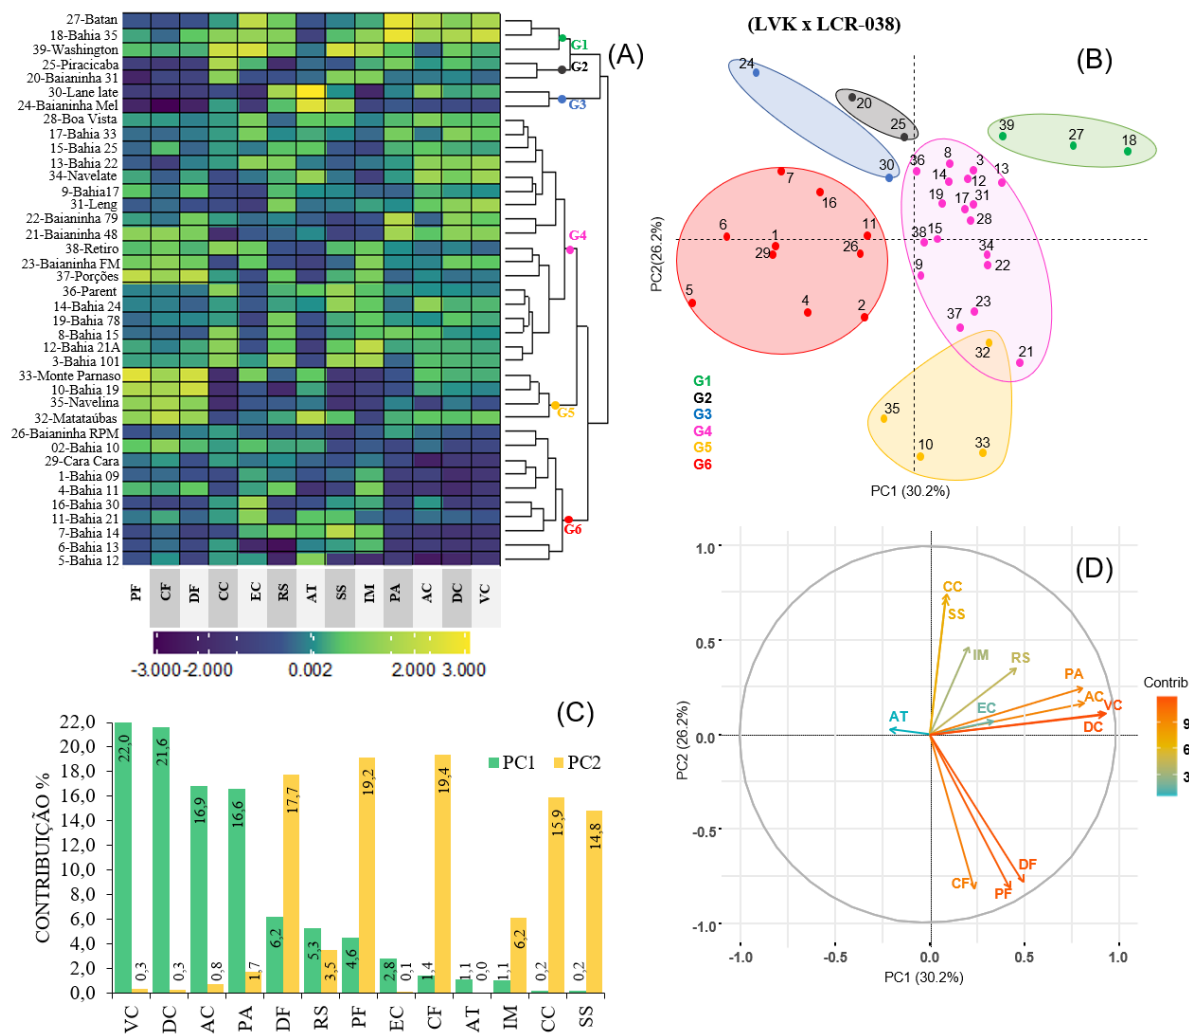 (LVK x LCR-038)
(A)
27-Batan
18-Bahia 35
39-Washington
25-Piracicaba
20-Baianinha 31
30-Lane late
24-Baianinha Mel
28-Boa Vista
17-Bahia 33
15-Bahia 25
13-Bahia 22
34-Navelate
9-Bahia17
31-Leng
22-Baianinha 79
21-Bahianinha 48
38-Retiro
23-Baianinha FM
37-Porções
36-Parent
14-Bahia 24
19-Bahia 78
8-Bahia 15
12-Bahia 21A
3-Bahia 101
33-Monte Parnaso
10-Bahia 19
35-Navelina
32-Matataúbas
26-Baianinha RPM
02-Bahia 10
29-Cara Cara
1-Bahia 09
4-Bahia 11
16-Bahia 30
11-Bahia 21
7-Bahia 14
6-Bahia 13
5-Bahia 12
G1
G2
G3
G4
G5
G6
PF CF DF CC EC RS AT SS IM PA AC DC VC
-3.000 -2.000 0.002 2.000 3.000
(B)
24
20
25
39
27
18
30
36
8
3
13
14
12
7
16
19
17
31
28
6
1
11
38
15
29
26
34
22
9
5
4
2
23
37
32
21
35
10
33
PC2(26.2%)
G1
G2
G3
G4
G5
G6
PC1 (30.2%)
(C)
PC1 PC2
CONTRIBUIÇÃO %
22,0
20,0
18,0
16,0
14,0
12,0
10,0
8,0
6,0
4,0
2,0
0,0
22,0 0,3
21,6 0,3
16,9 0,8
16,6 1,7
6,2 17,7
5,3 3,5
4,6 19,2
2,8 0,1
1,4 19,4
1,1 0,0
1,1 6,2
0,2 15,9
0,2 14,8
VC DC AC PA DF RS PF EC CF AT IM CC SS
(D)
1.0
0.5
0.0
-0.5
-1.0
PC2 (26.2%)
CC
SS
IM
RS
PA
AC
VC
EC
DC
AT
DF
CF
PF
-1.0 -0.5 0.0 0.5 1.0
PC1 (30.2%)
Contrib
9
6
3